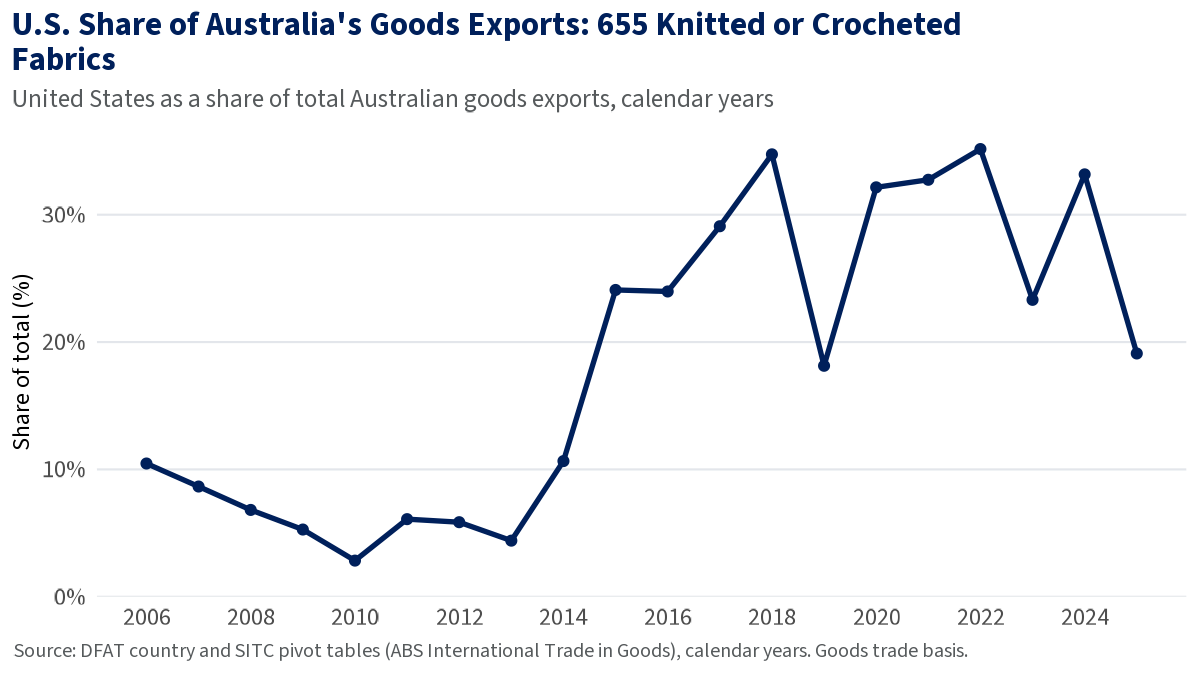 U.S. Share of Australia's Goods Exports: 655 Knitted or Crocheted
Fabrics
United States as a share of total Australian goods exports, calendar years
Share of total (%)
30%
20%
10%
0%
2006 2008 2010 2012 2014 2016 2018 2020 2022 2024
Source: DFAT country and SITC pivot tables (ABS International Trade in Goods), calendar years. Goods trade basis.